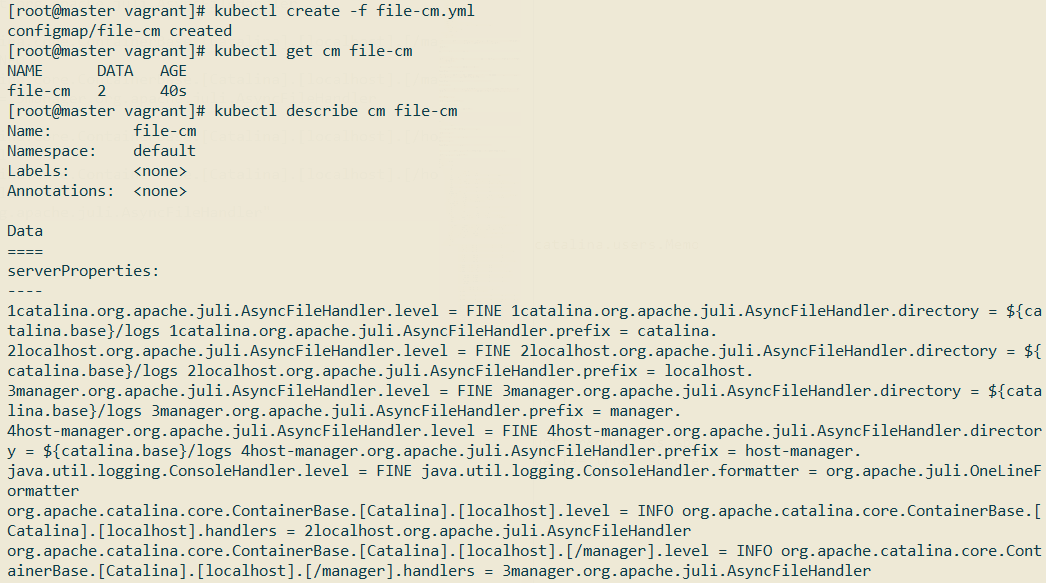 [root@master vagrant]# kubectl create -f file-cm.yml
configmap/file-cm created
[root@master vagrant]# kubectl get cm file-cm
NAME      DATA   AGE
file-cm   2      40s
[root@master vagrant]# kubectl describe cm file-cm
Name:         file-cm
Namespace:    default
Labels:       <none>
Annotations:  <none>

Data
====
serverProperties:
----
1catalina.org.apache.juli.AsyncFileHandler.level = FINE 1catalina.org.apache.juli.AsyncFileHandler.directory = ${ca
talina.base}/logs 1catalina.org.apache.juli.AsyncFileHandler.prefix = catalina.
2localhost.org.apache.juli.AsyncFileHandler.level = FINE 2localhost.org.apache.juli.AsyncFileHandler.directory = ${
catalina.base}/logs 2localhost.org.apache.juli.AsyncFileHandler.prefix = localhost.
3manager.org.apache.juli.AsyncFileHandler.level = FINE 3manager.org.apache.juli.AsyncFileHandler.directory = ${cata
lina.base}/logs 3manager.org.apache.juli.AsyncFileHandler.prefix = manager.
4host-manager.org.apache.juli.AsyncFileHandler.level = FINE 4host-manager.org.apache.juli.AsyncFileHandler.director
y = ${catalina.base}/logs 4host-manager.org.apache.juli.AsyncFileHandler.prefix = host-manager.
java.util.logging.ConsoleHandler.level = FINE java.util.logging.ConsoleHandler.formatter = org.apache.juli.OneLineF
ormatter
org.apache.catalina.core.ContainerBase.[Catalina].[localhost].level = INFO org.apache.catalina.core.ContainerBase.[
Catalina].[localhost].handlers = 2localhost.org.apache.juli.AsyncFileHandler
org.apache.catalina.core.ContainerBase.[Catalina].[localhost].[/manager].level = INFO org.apache.catalina.core.Cont
ainerBase.[Catalina].[localhost].[/manager].handlers = 3manager.org.apache.juli.AsyncFileHandler